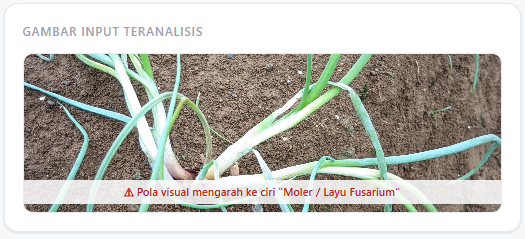 GAMBAR INPUT TERANALISIS
⚠ Pola visual mengarah ke ciri "Moler / Layu Fusarium"